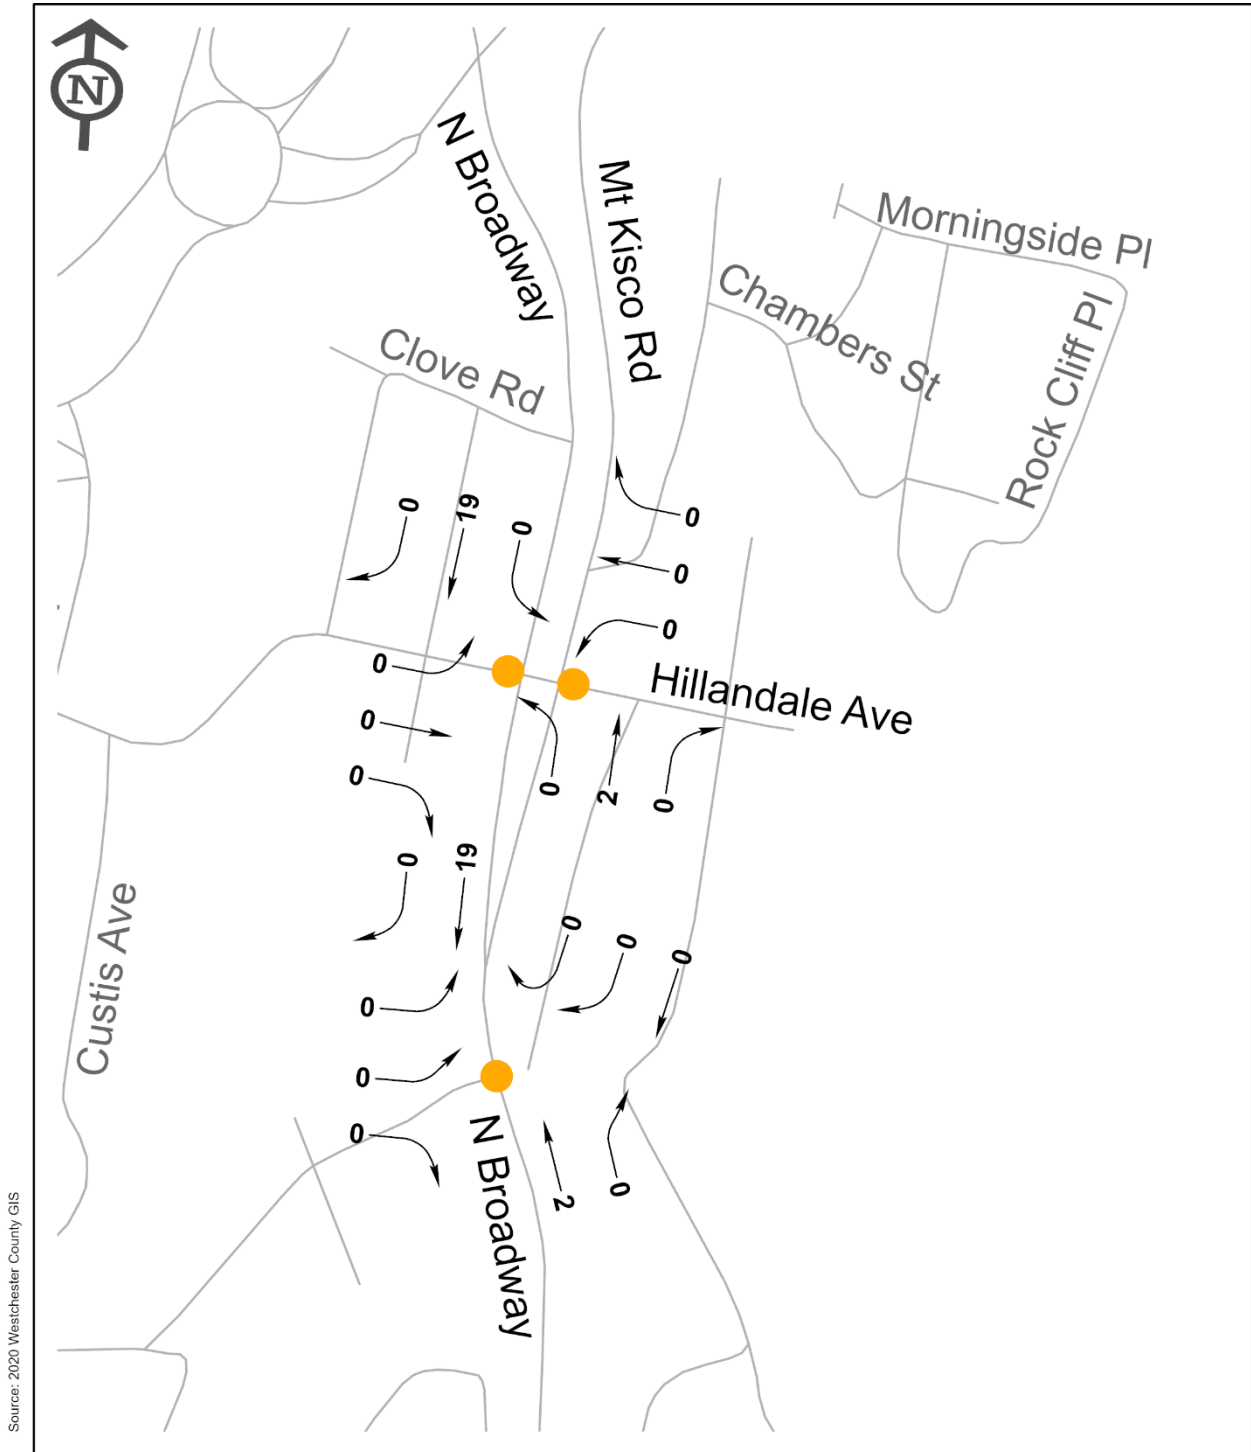 N
N Broadway
Mt Kisco Rd
Morningside Pl
Chambers St
Rock Cliff Pl
Clove Rd
0
19
0
0
0
0
0
Hillandale Ave
0
0
0
2
0
0
19
0
0
0
Custis Ave
0
0
0
N Broadway
2
0
Source: 2020 Westchester County GIS